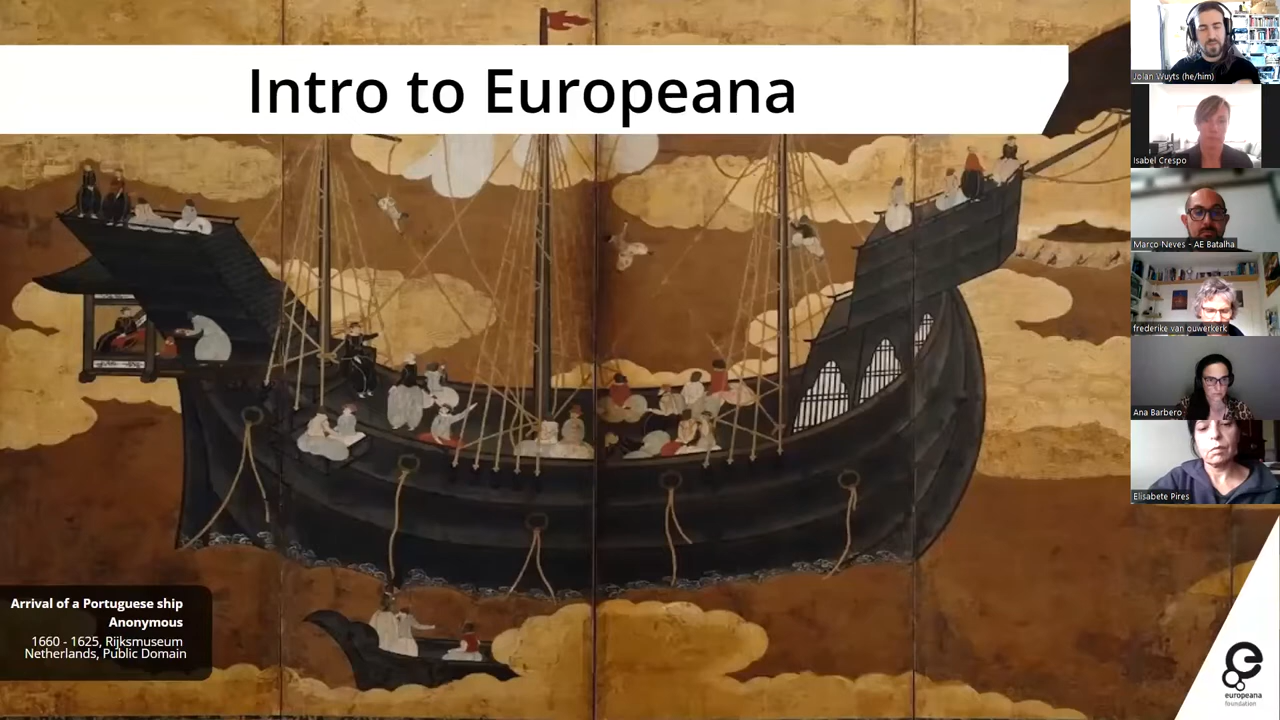 Intro to Europeana
Jolan Wuyts (he/him)
Isabel Crespo
Marco Neves - AE Batalha
frederike van ouwerkerk
Ana Barbero
Elisabete Pires
Arrival of a Portuguese ship
Anonymous
1660 - 1625, Rijksmuseum
Netherlands, Public Domain
europeana
foundation